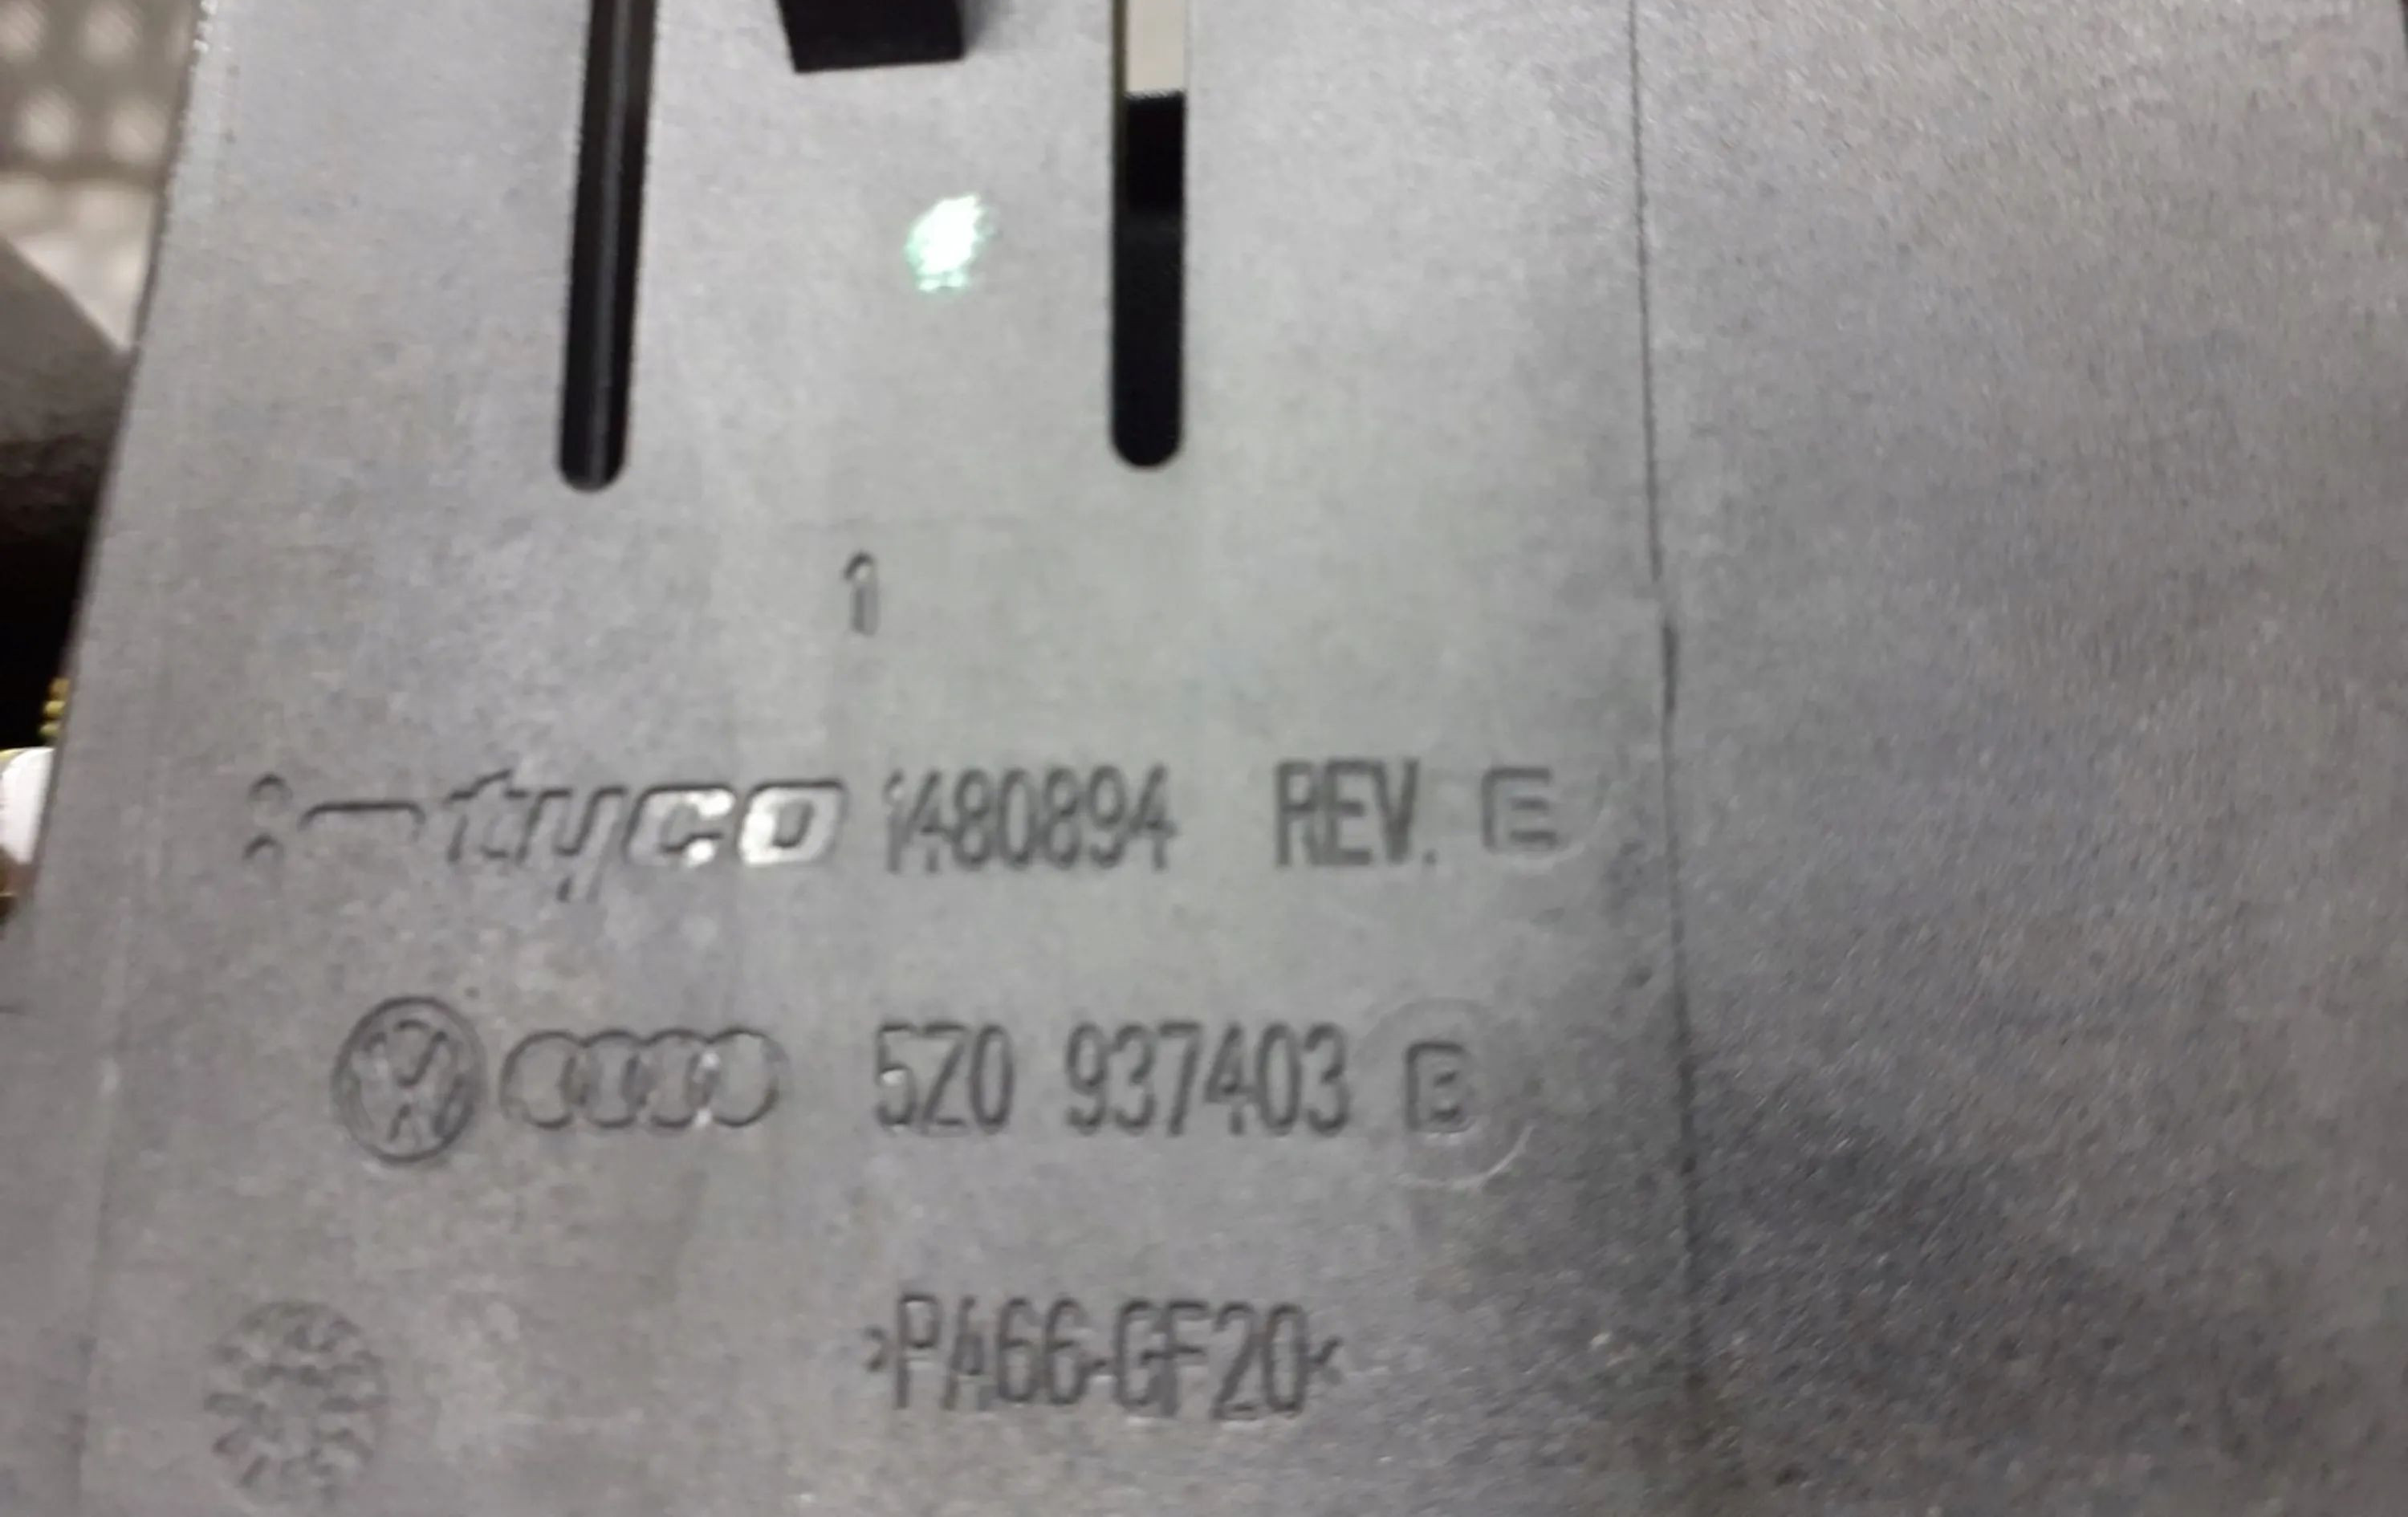 1
tyco 1480894 REV. E
5Z0 937403 B
>PA66-GF20<